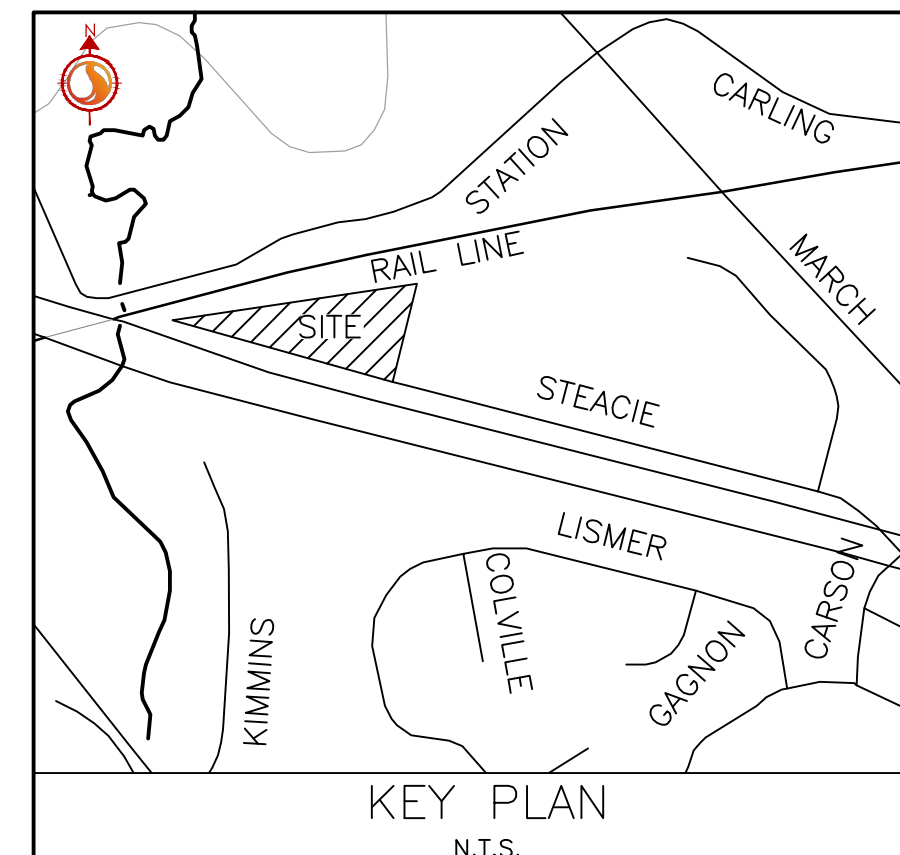 N
CARLING
STATION
RAIL LINE
MARCH
SITE
STEACIE
LISMER
CARSON
COLVILLE
KIMMINS
GAGNON
KEY PLAN
N.T.S.